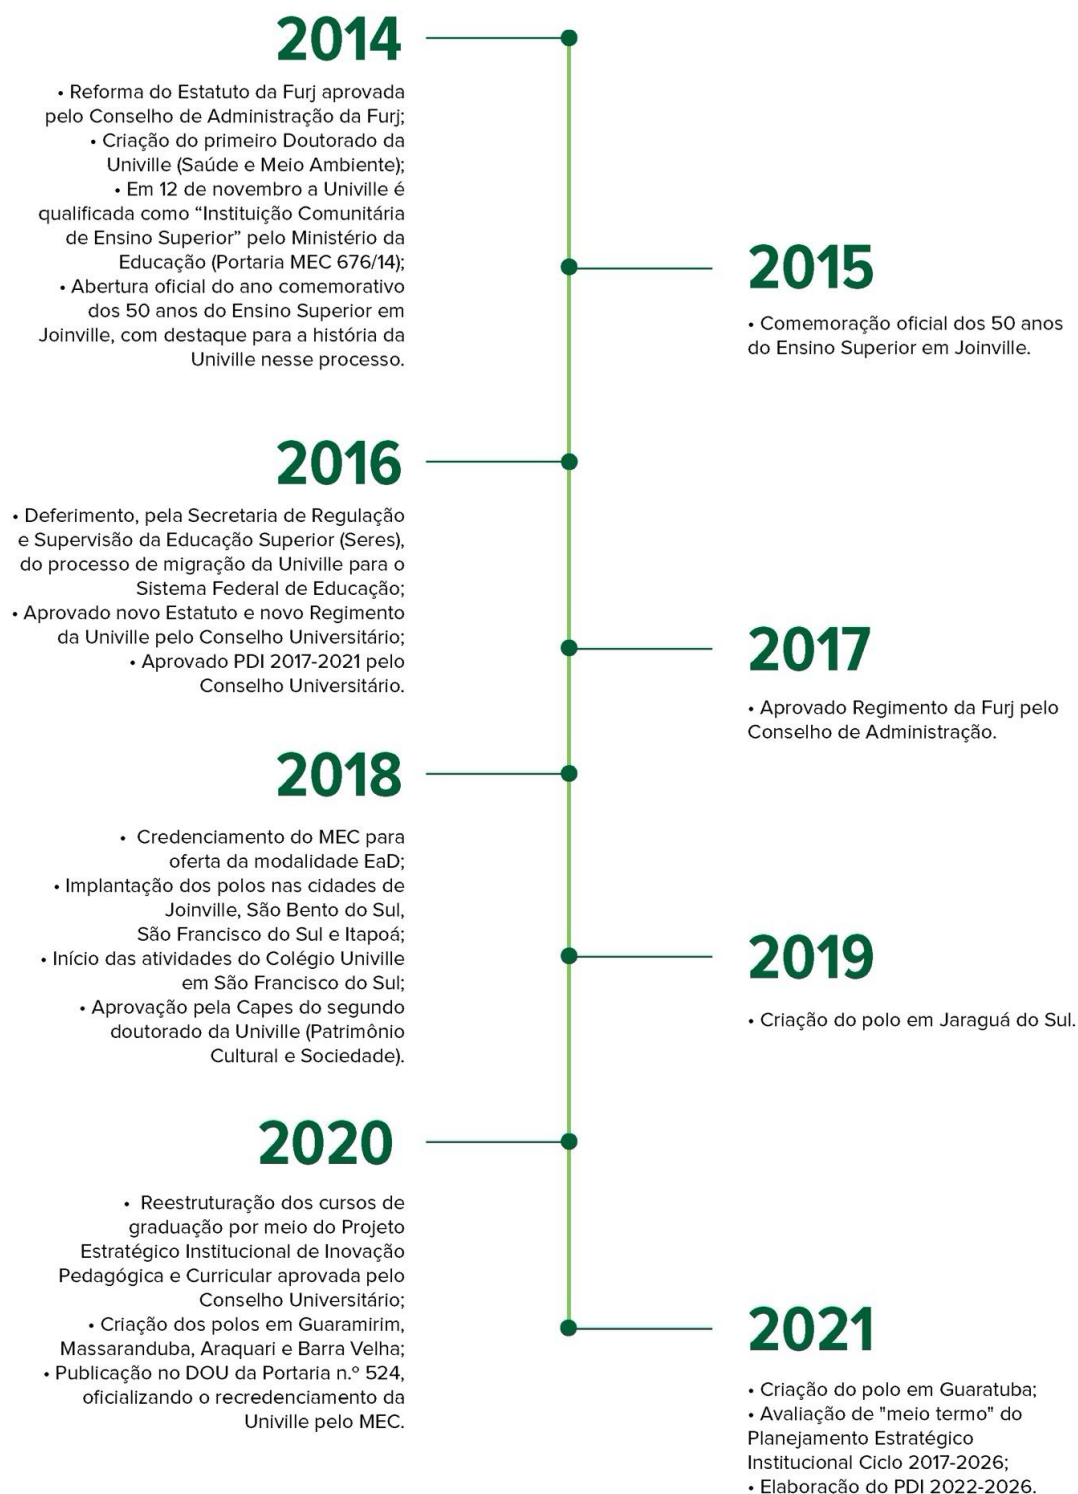 2014
• Reforma do Estatuto da Furj aprovada
pelo Conselho de Administração da Furj;
• Criação do primeiro Doutorado da
Univille (Saúde e Meio Ambiente);
• Em 12 de novembro a Univille é
qualificada como “Instituição Comunitária
de Ensino Superior” pelo Ministério da
Educação (Portaria MEC 676/14);
• Abertura oficial do ano comemorativo
dos 50 anos do Ensino Superior em
Joinville, com destaque para a história da
Univille nesse processo.
2015
• Comemoração oficial dos 50 anos
do Ensino Superior em Joinville.
2016
• Deferimento, pela Secretaria de Regulação
e Supervisão da Educação Superior (Seres),
do processo de migração da Univille para o
Sistema Federal de Educação;
• Aprovado novo Estatuto e novo Regimento
da Univille pelo Conselho Universitário;
• Aprovado PDI 2017-2021 pelo
Conselho Universitário.
2017
• Aprovado Regimento da Furj pelo
Conselho de Administração.
2018
• Credenciamento do MEC para
oferta da modalidade EaD;
• Implantação dos polos nas cidades de
Joinville, São Bento do Sul,
São Francisco do Sul e Itapoá;
• Início das atividades do Colégio Univille
em São Francisco do Sul;
• Aprovação pela Capes do segundo
doutorado da Univille (Patrimônio
Cultural e Sociedade).
2019
• Criação do polo em Jaraguá do Sul.
2020
• Reestruturação dos cursos de
graduação por meio do Projeto
Estratégico Institucional de Inovação
Pedagógica e Curricular aprovada pelo
Conselho Universitário;
• Criação dos polos em Guaramirim,
Massaranduba, Araquari e Barra Velha;
• Publicação no DOU da Portaria n.º 524,
oficializando o recredenciamento da
Univille pelo MEC.
2021
• Criação do polo em Guaratuba;
• Avaliação de "meio termo" do
Planejamento Estratégico
Institucional Ciclo 2017-2026;
• Elaboração do PDI 2022-2026.